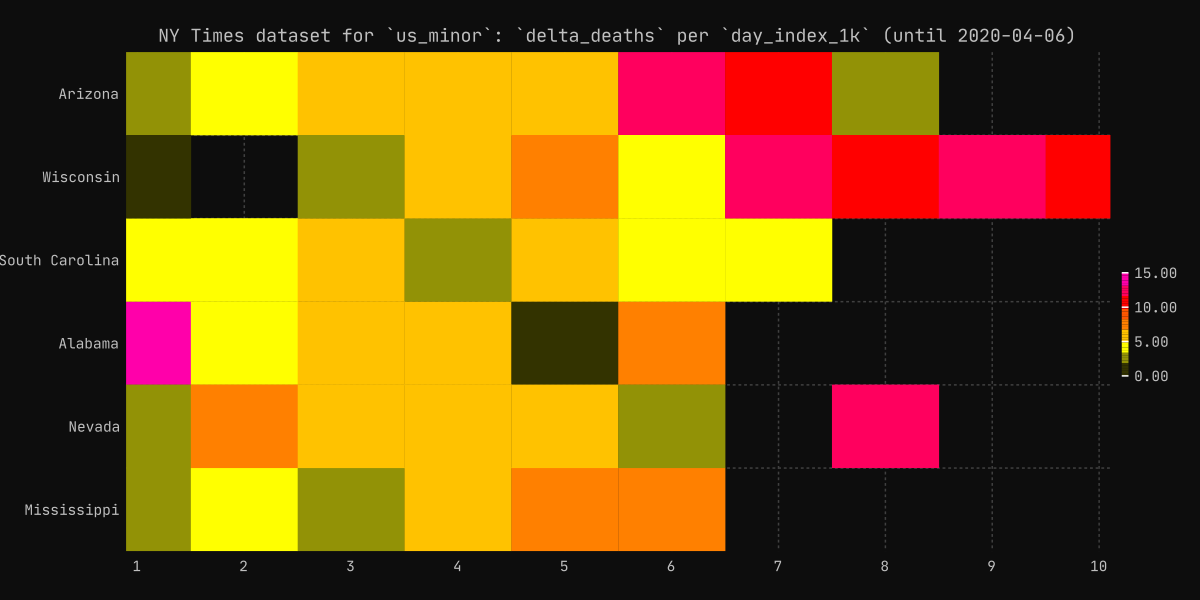 NY Times dataset for `us_minor`: `delta_deaths` per `day_index_1k` (until 2020-04-06)
Arizona
Wisconsin
South Carolina
Alabama
Nevada
Mississippi
1 2 3 4 5 6 7 8 9 10
15.00
10.00
5.00
0.00